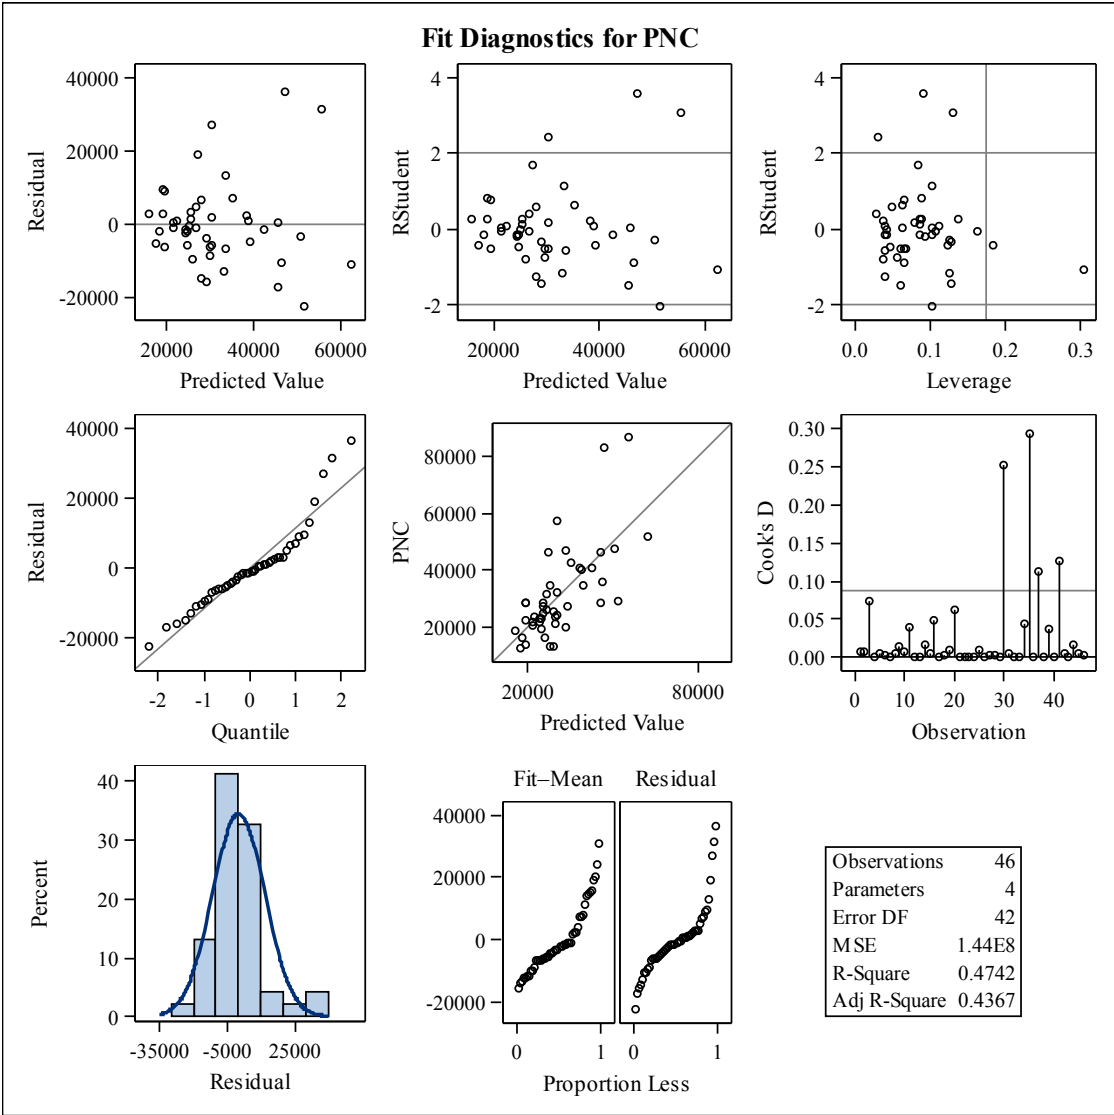 Fit Diagnostics for PNC
40000
20000
0
-20000
Residual
20000 40000 60000
Predicted Value
4
2
0
-2
RStudent
20000 40000 60000
Predicted Value
4
2
0
-2
RStudent
0.0 0.1 0.2 0.3
Leverage
40000
20000
0
-20000
Residual
-2 -1 0 1 2
Quantile
80000
60000
40000
20000
PNC
20000 80000
Predicted Value
0.30
0.25
0.20
0.15
0.10
0.05
0.00
Cook's D
0 10 20 30 40
Observation
40
30
20
10
0
Percent
-35000 -5000 25000
Residual
Fit–Mean Residual
40000
20000
0
-20000
0 1 0 1
Proportion Less
Observations 46
Parameters 4
Error DF 42
MSE 1.44E8
R-Square 0.4742
Adj R-Square 0.4367